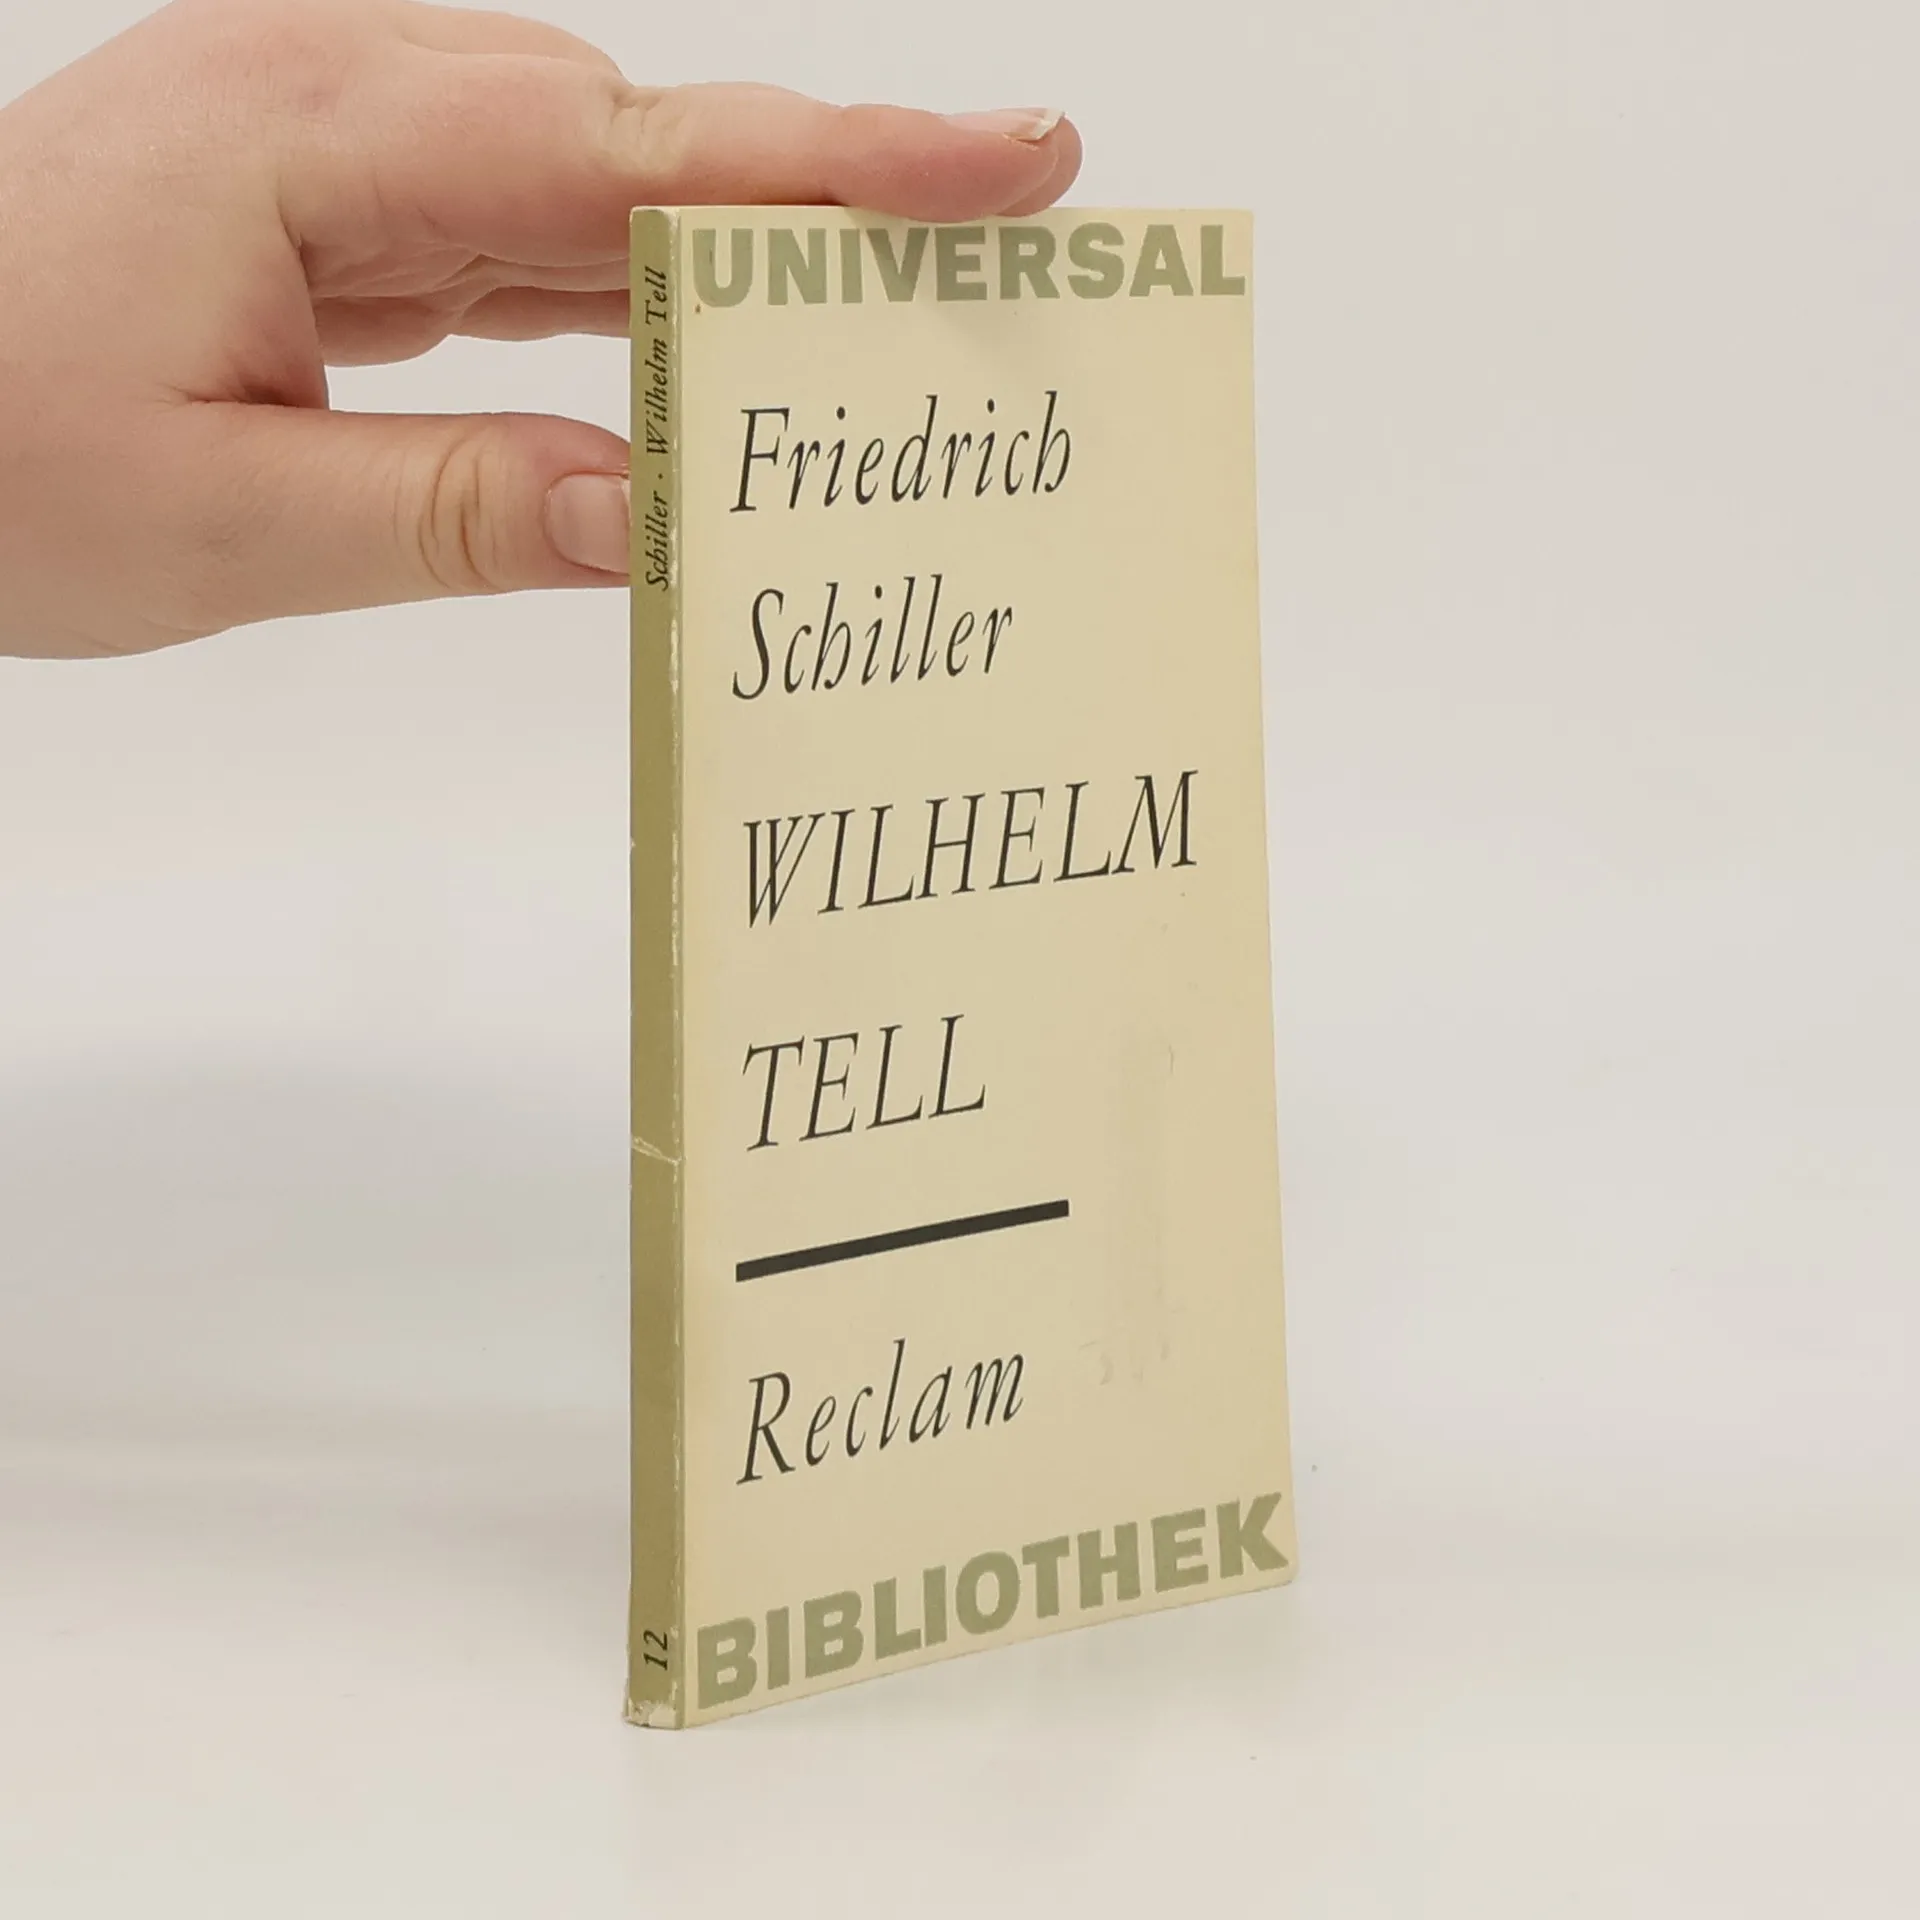 Schiller · Wilhelm Tell
12
UNIVERSAL
Friedrich
Schiller
WILHELM
TELL
Reclam
BIBLIOTHEK